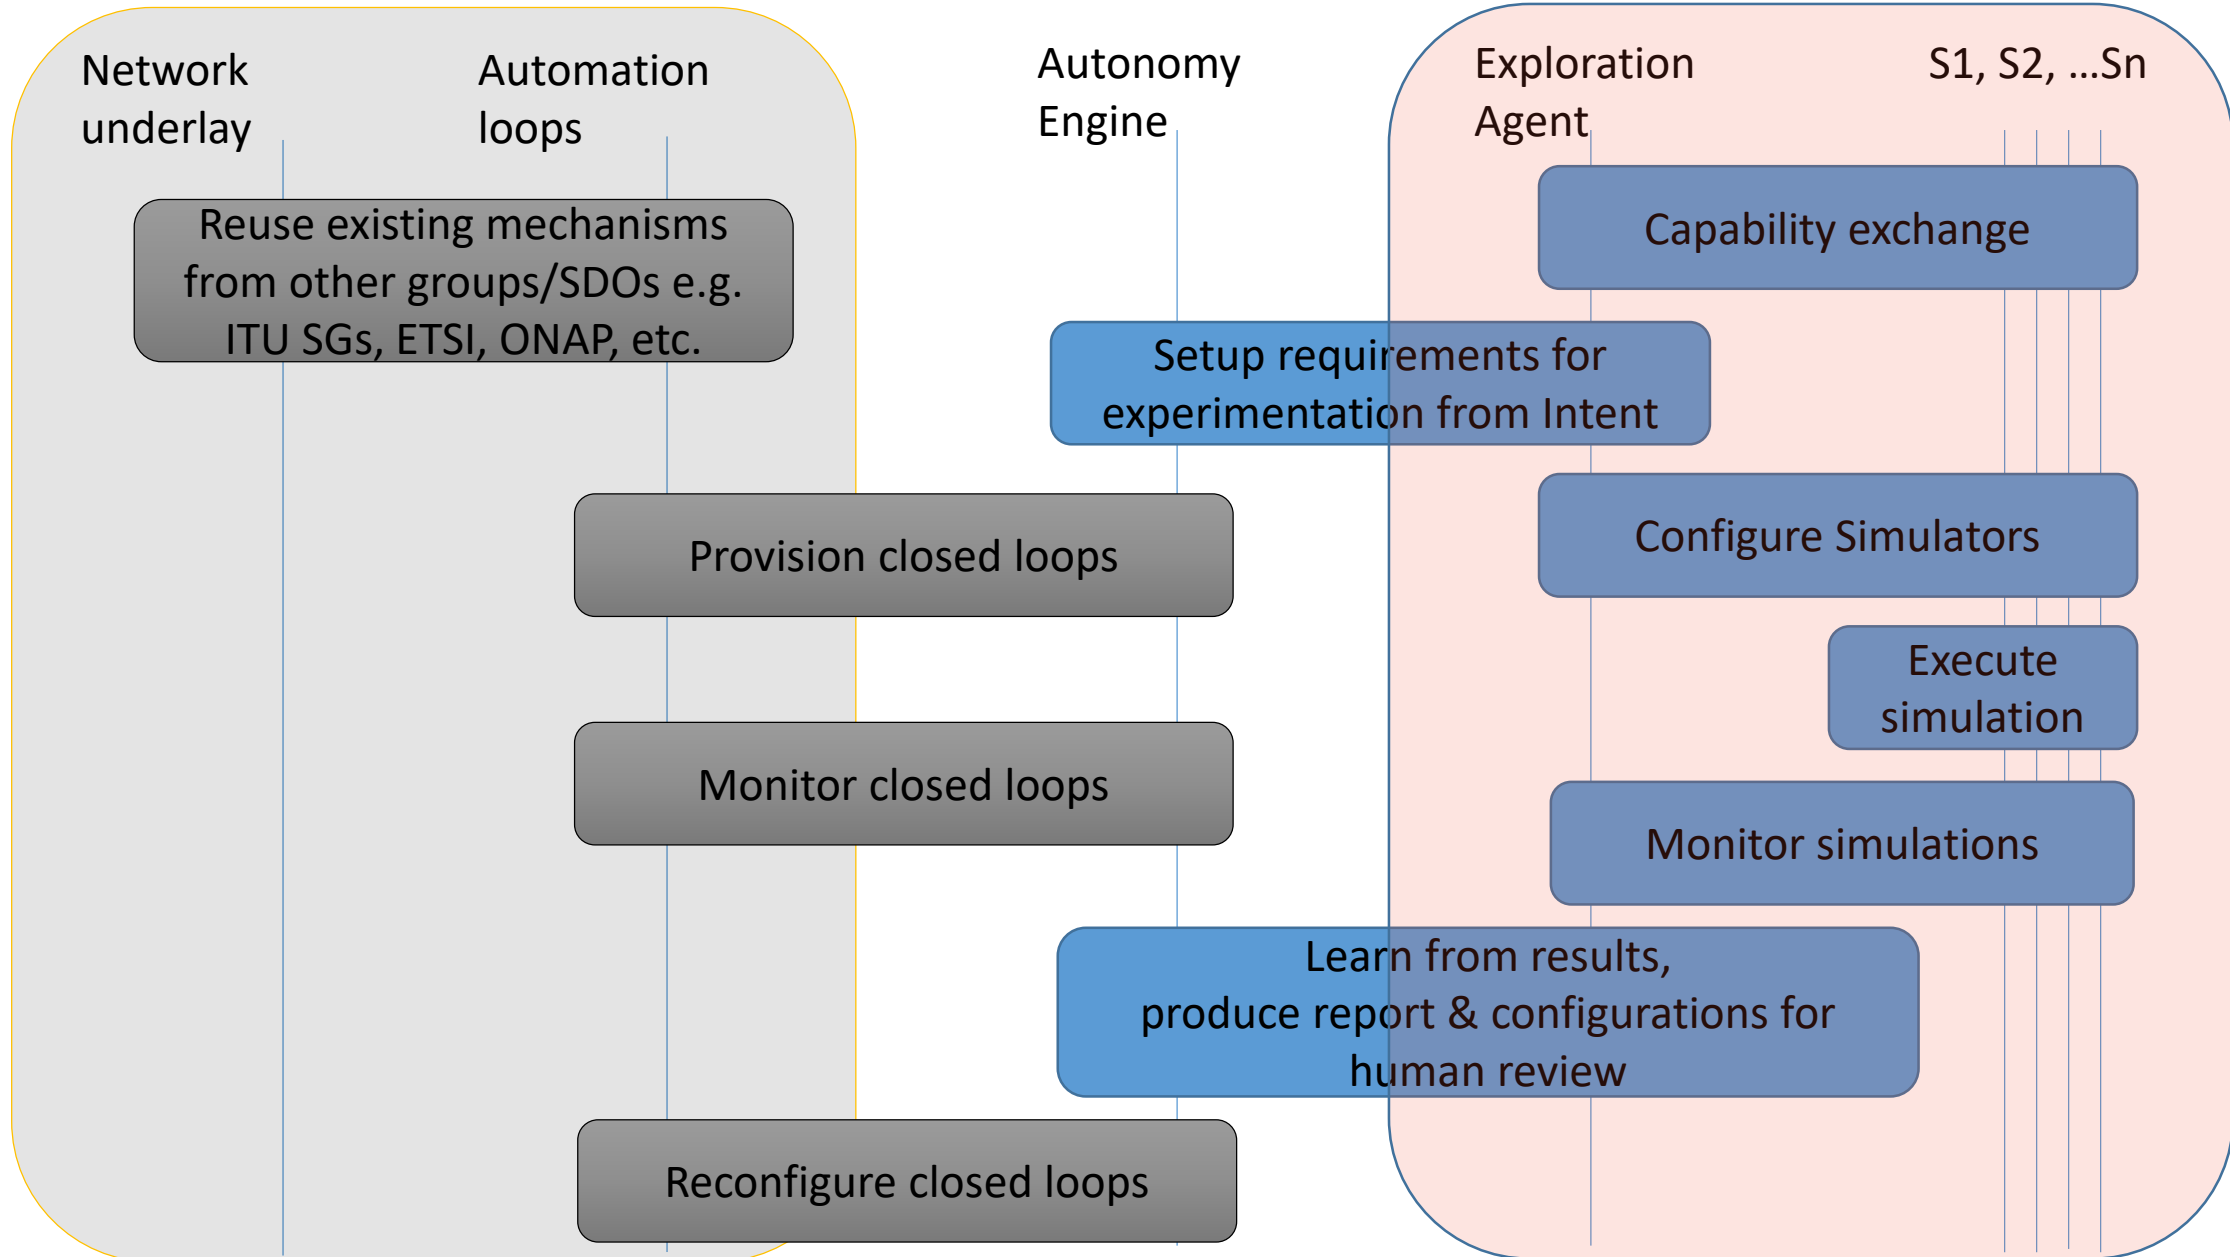 Network
underlay
Automation
loops
Autonomy
Engine
Exploration
Agent
S1, S2, ...Sn
Reuse existing mechanisms
from other groups/SDOs e.g.
ITU SGs, ETSI, ONAP, etc.
Capability exchange
Setup requirements for
experimentation from Intent
Provision closed loops
Configure Simulators
Execute
simulation
Monitor closed loops
Monitor simulations
Learn from results,
produce report & configurations for
human review
Reconfigure closed loops